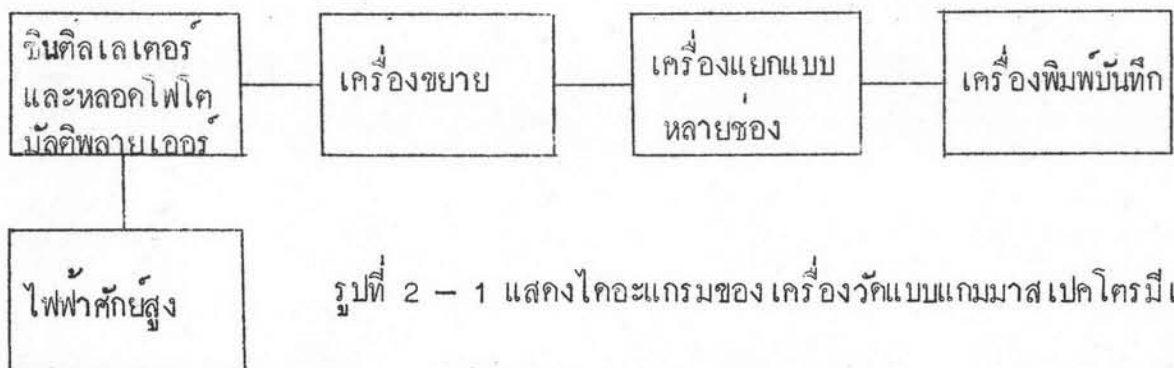 ซินติลเลเตอร์
และหลอดโฟโต
มัลติพลายเออร์
เครื่องขยาย
เครื่องแยกแบบ
หลายช่อง
เครื่องพิมพ์บันทึก
ไฟฟ้าศักย์สูง
รูปที่ 2 - 1 แสดงไดอะแกรมของเครื่องวัดแบบแกมมาสเปคโตรมี